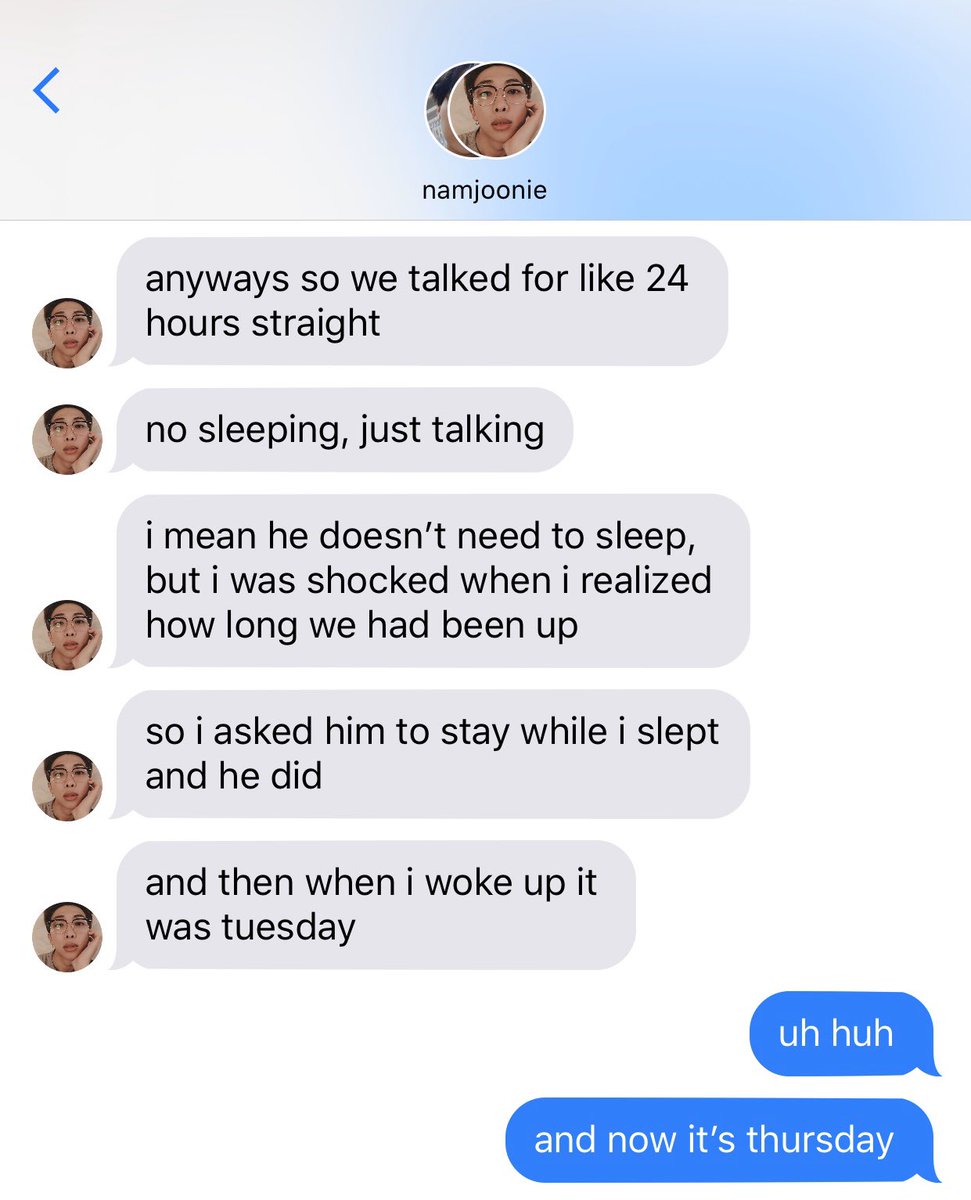 namjoonie
anyways so we talked for like 24
hours straight
no sleeping, just talking
i mean he doesn’t need to sleep,
but i was shocked when i realized
how long we had been up
so i asked him to stay while i slept
and he did
and then when i woke up it
was tuesday
uh huh
and now it’s thursday